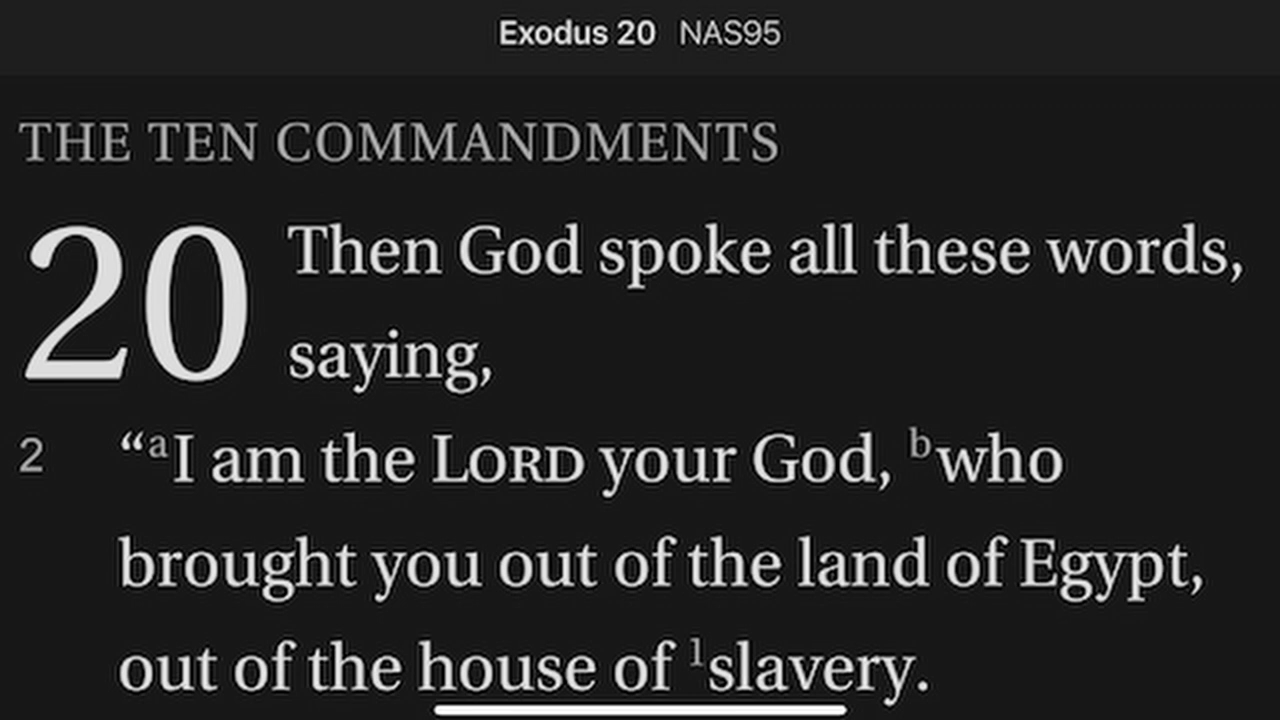 Exodus 20 NAS95
THE TEN COMMANDMENTS
20 Then God spoke all these words,
saying,
2 “aI am the LORD your God, bwho
brought you out of the land of Egypt,
out of the house of 1slavery.